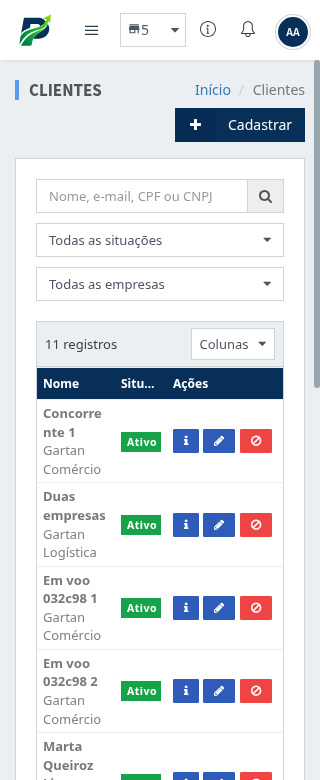 5
AA
CLIENTES
Início / Clientes
+ Cadastrar
Nome, e-mail, CPF ou CNPJ
Todas as situações
Todas as empresas
11 registros
Colunas
Nome Situ... Ações
Concorre
nte 1
Gartan
Comércio
Ativo
Duas
empresas
Gartan
Logística
Ativo
Em voo
032c98 1
Gartan
Comércio
Ativo
Em voo
032c98 2
Gartan
Comércio
Ativo
Marta
Queiroz